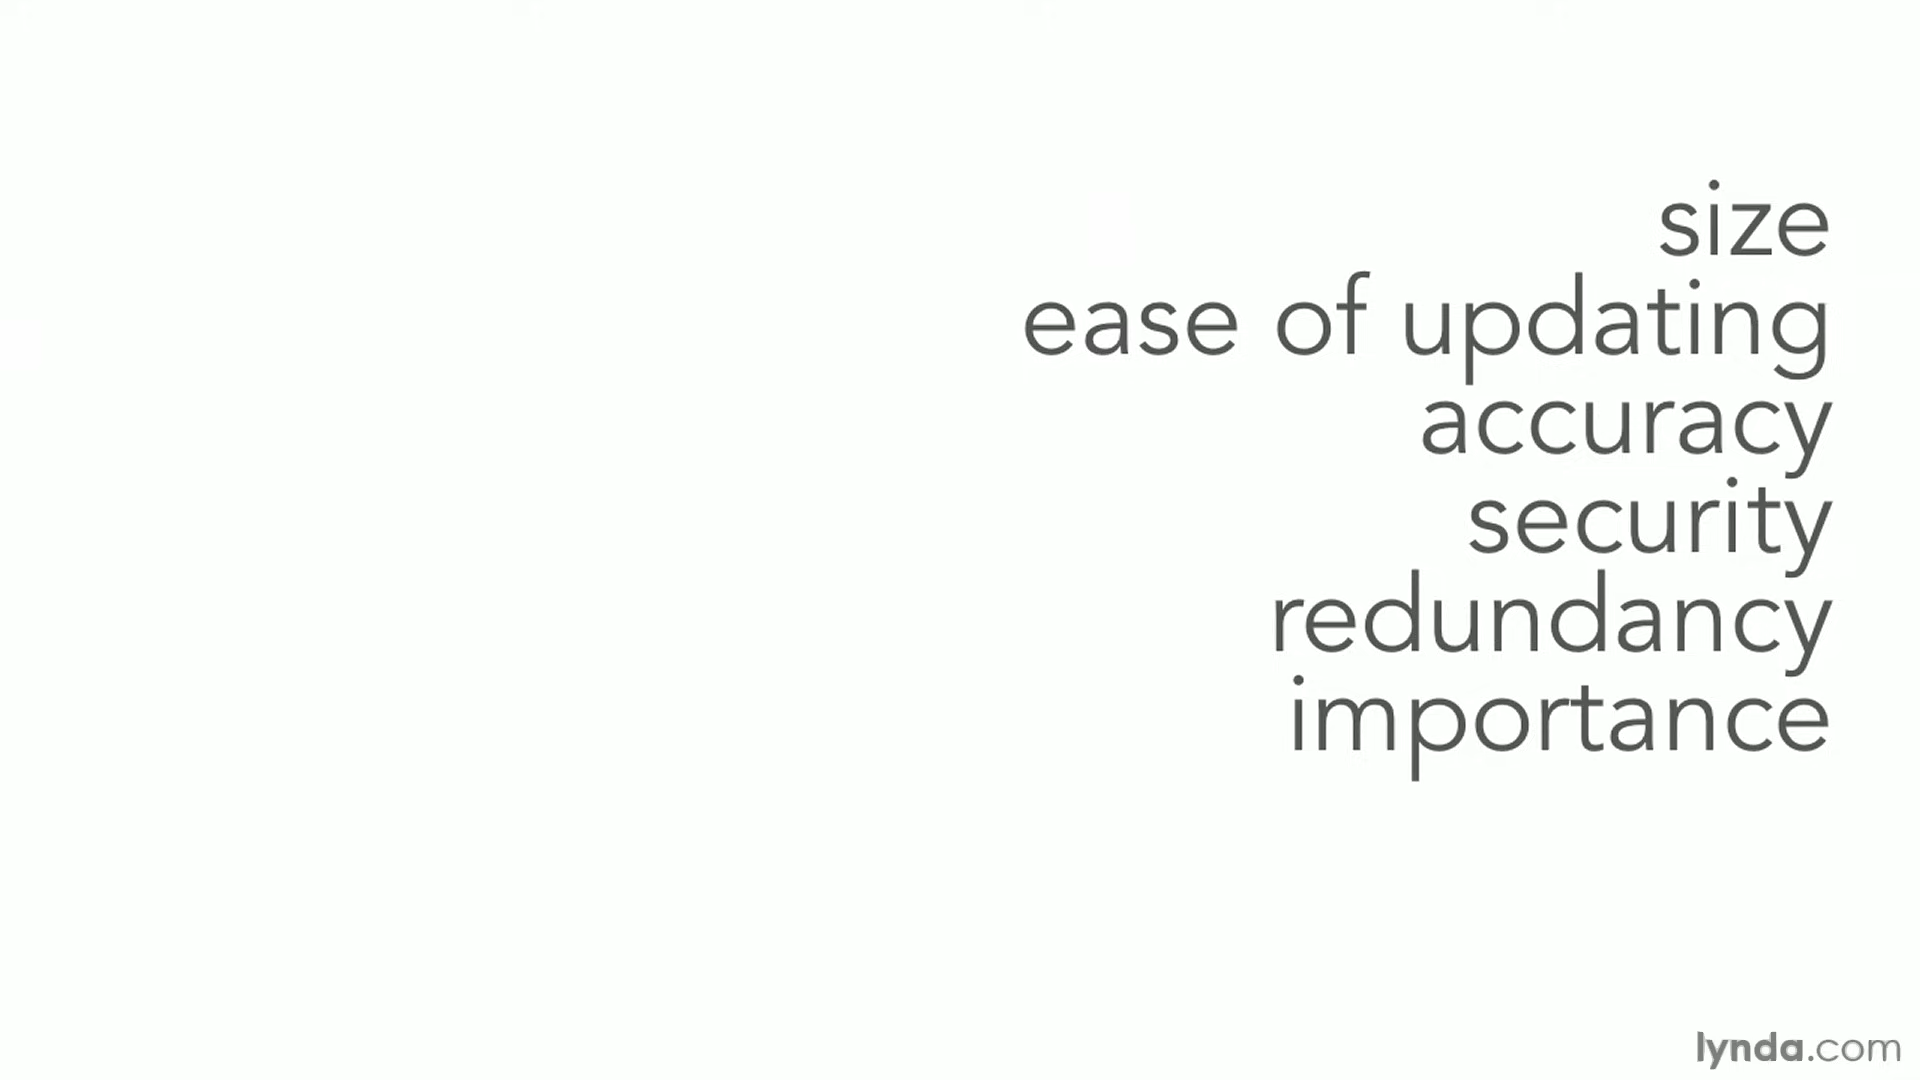 size
ease of updating
accuracy
security
redundancy
importance
lynda.com